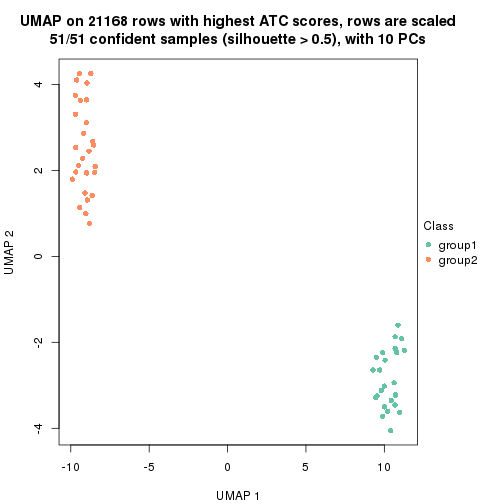 UMAP on 21168 rows with highest ATC scores, rows are scaled
51/51 confident samples (silhouette > 0.5), with 10 PCs
4
2
0
-2
-4
UMAP 2
Class
group1
group2
-10
-5
0
5
10
UMAP 1